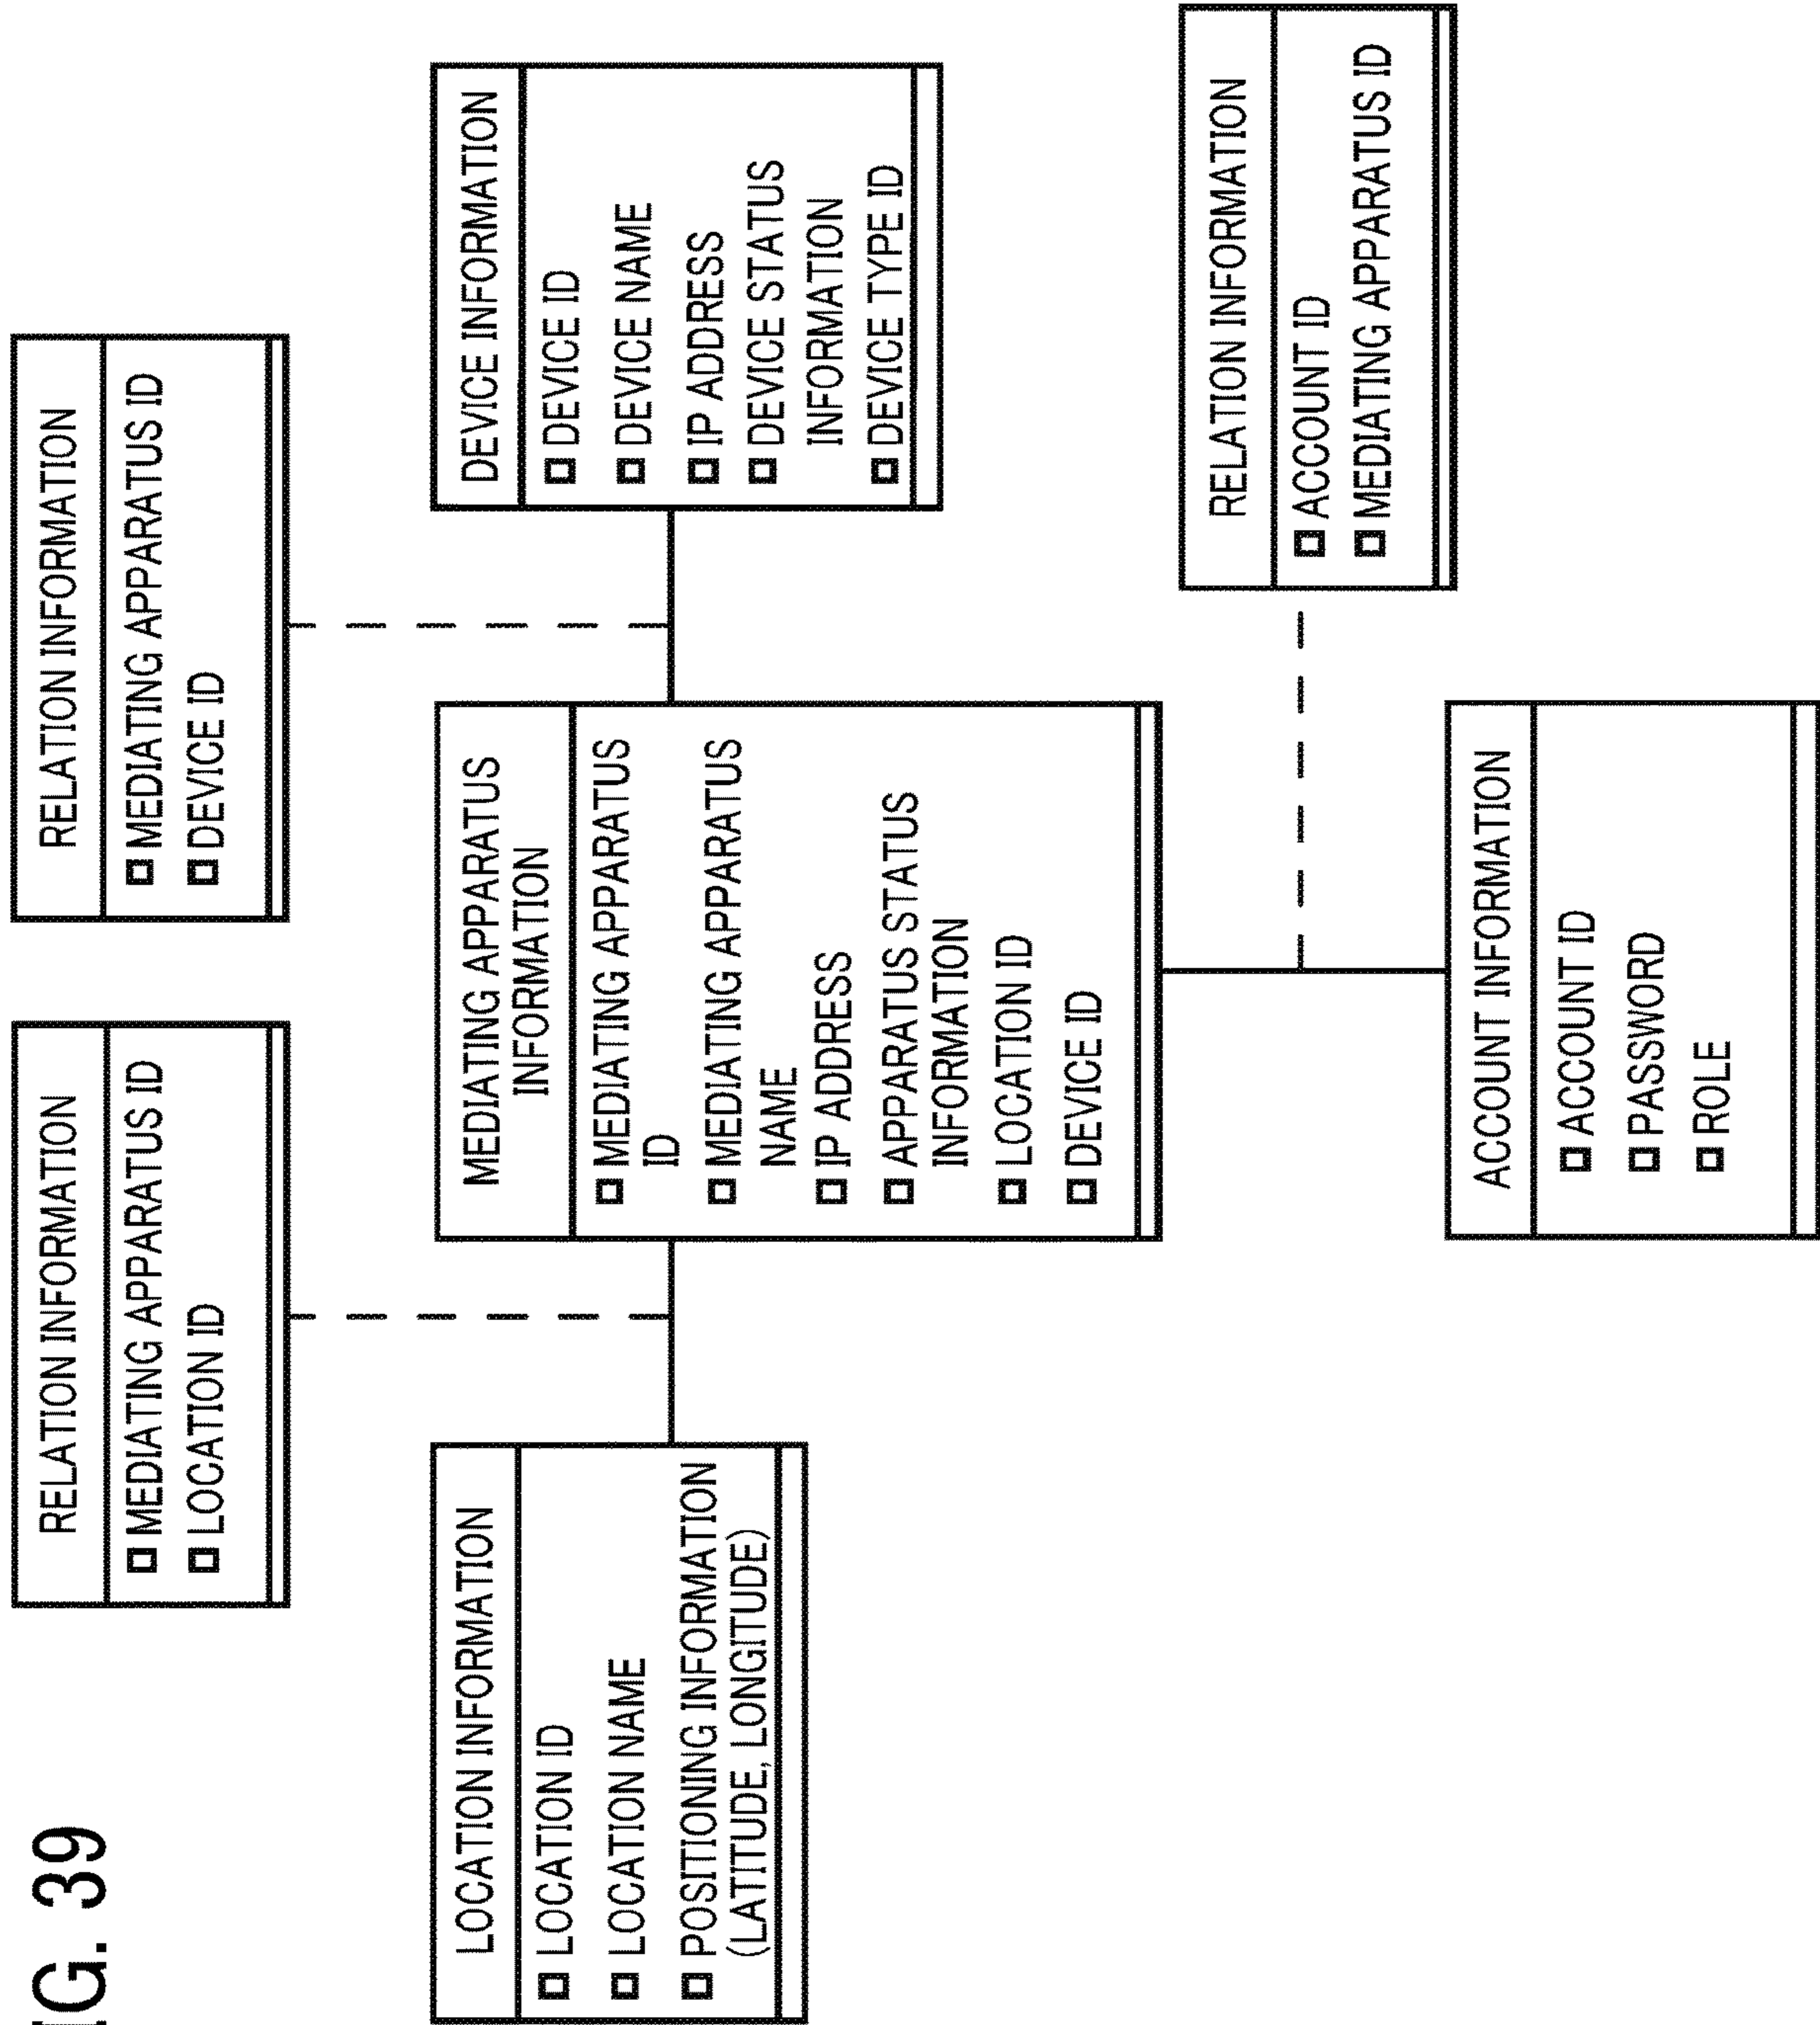 IG. 39
RELATION INFORMATION
MEDIATING APPARATUS ID
LOCATION ID
RELATION INFORMATION
MEDIATING APPARATUS ID
DEVICE ID
LOCATION INFORMATION
LOCATION ID
LOCATION NAME
POSITIONING INFORMATION
(LATITUDE, LONGITUDE)
MEDIATING APPARATUS
INFORMATION
MEDIATING APPARATUS
ID
MEDIATING APPARATUS
NAME
IP ADDRESS
APPARATUS STATUS
INFORMATION
LOCATION ID
DEVICE ID
DEVICE INFORMATION
DEVICE ID
DEVICE NAME
IP ADDRESS
DEVICE STATUS
INFORMATION
DEVICE TYPE ID
RELATION INFORMATION
ACCOUNT ID
MEDIATING APPARATUS ID
ACCOUNT INFORMATION
ACCOUNT ID
PASSWORD
ROLE